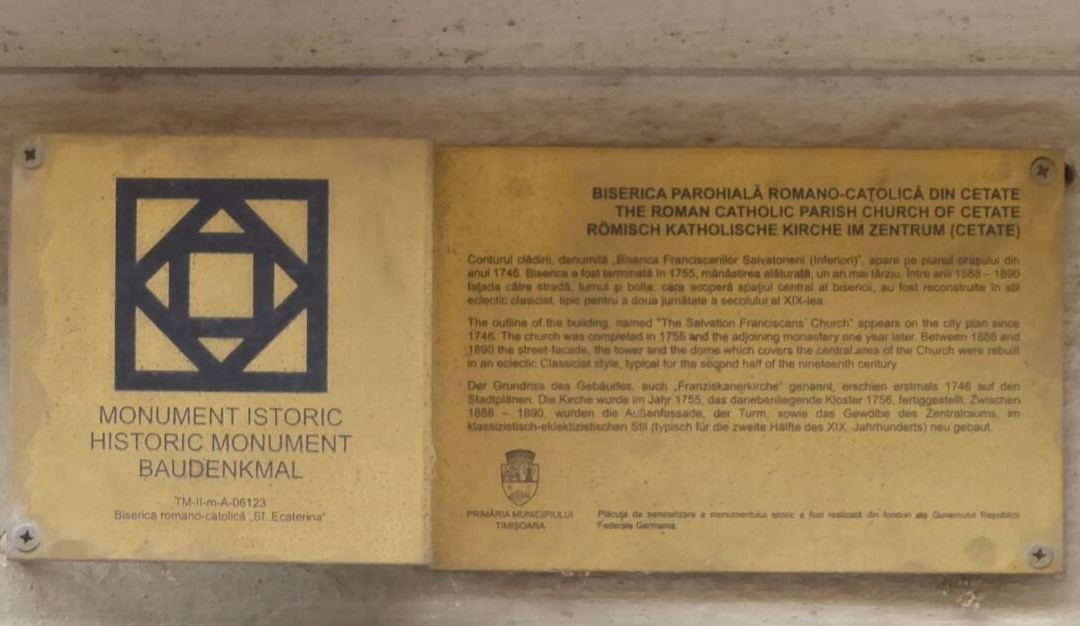 MONUMENT ISTORIC
HISTORIC MONUMENT
BAUDENKMAL
TM-II-m-A-06123
Biserica romano-catolică „Sf. Ecaterina”
BISERICA PAROHIALĂ ROMANO-CATOLICĂ DIN CETATE
THE ROMAN CATHOLIC PARISH CHURCH OF CETATE
RÖMISCH KATHOLISCHE KIRCHE IM ZENTRUM (CETATE)
Conturul clădirii, denumită „Biserica Franciscanilor Salvatorieni (Inferiori)”, apare pe planul orașului din
anul 1746. Biserica a fost terminată în 1755, mănăstirea alăturată, un an mai târziu. Între anii 1888 – 1890
fațada către stradă, turnul și bolta, care acoperă spațiul central al bisericii, au fost reconstruite în stil
eclectic clasicist, tipic pentru a doua jumătate a secolului al XIX-lea.
The outline of the building, named "The Salvation Franciscans' Church" appears on the city plan since
1746. The church was completed in 1755 and the adjoining monastery one year later. Between 1888 and
1890 the street-facade, the tower and the dome which covers the central area of the Church were rebuilt
in an eclectic Classicist style, typical for the second half of the nineteenth century.
Der Grundriss des Gebäudes, auch „Franziskanerkirche” genannt, erschien erstmals 1746 auf den
Stadtplänen. Die Kirche wurde im Jahr 1755, das danebenliegende Kloster 1756, fertiggestellt. Zwischen
1888 – 1890, wurden die Außenfassade, der Turm, sowie das Gewölbe des Zentralraums, im
klassizistisch-eklektizistischen Stil (typisch für die zweite Hälfte des XIX. Jahrhunderts) neu gebaut.
PRIMĂRIA MUNICIPIULUI
TIMIȘOARA
Plăcuța de semnalizare a monumentului istoric a fost realizată din fonduri ale Guvernului Republicii
Federale Germania.